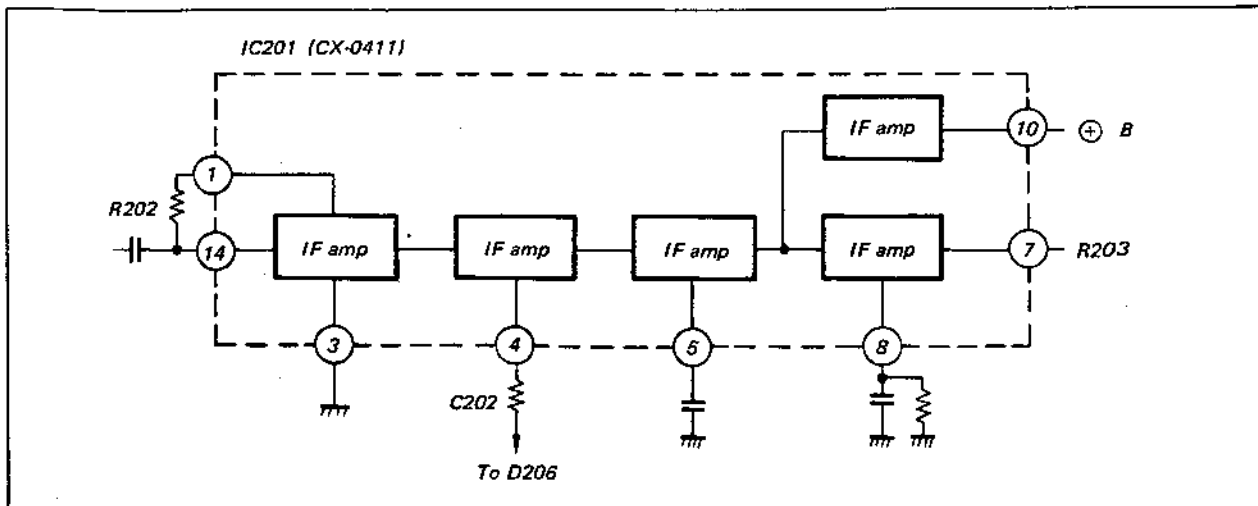 IC201 (CX-0411)
IF amp
10
⊕ B
1
R202
14
IF amp
IF amp
IF amp
IF amp
7
R203
3
4
5
8
C202
To D206